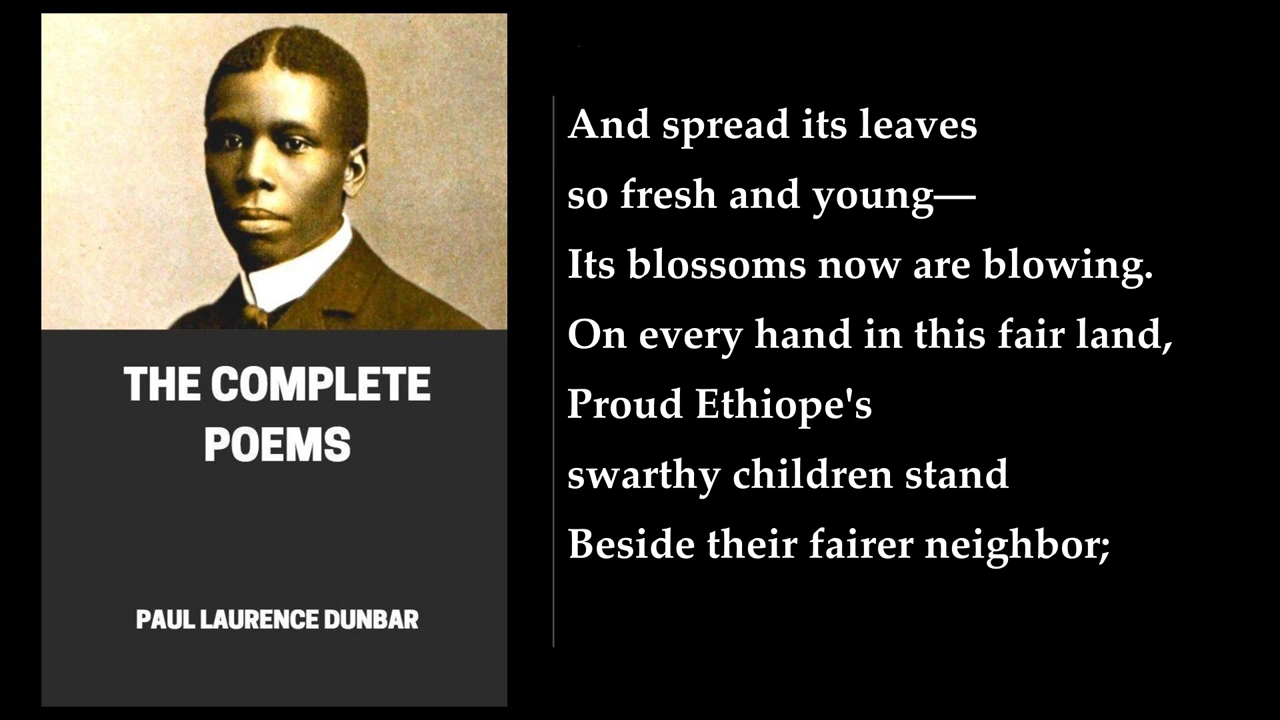 THE COMPLETE
POEMS
PAUL LAURENCE DUNBAR
And spread its leaves
so fresh and young—
Its blossoms now are blowing.
On every hand in this fair land,
Proud Ethiope's
swarthy children stand
Beside their fairer neighbor;